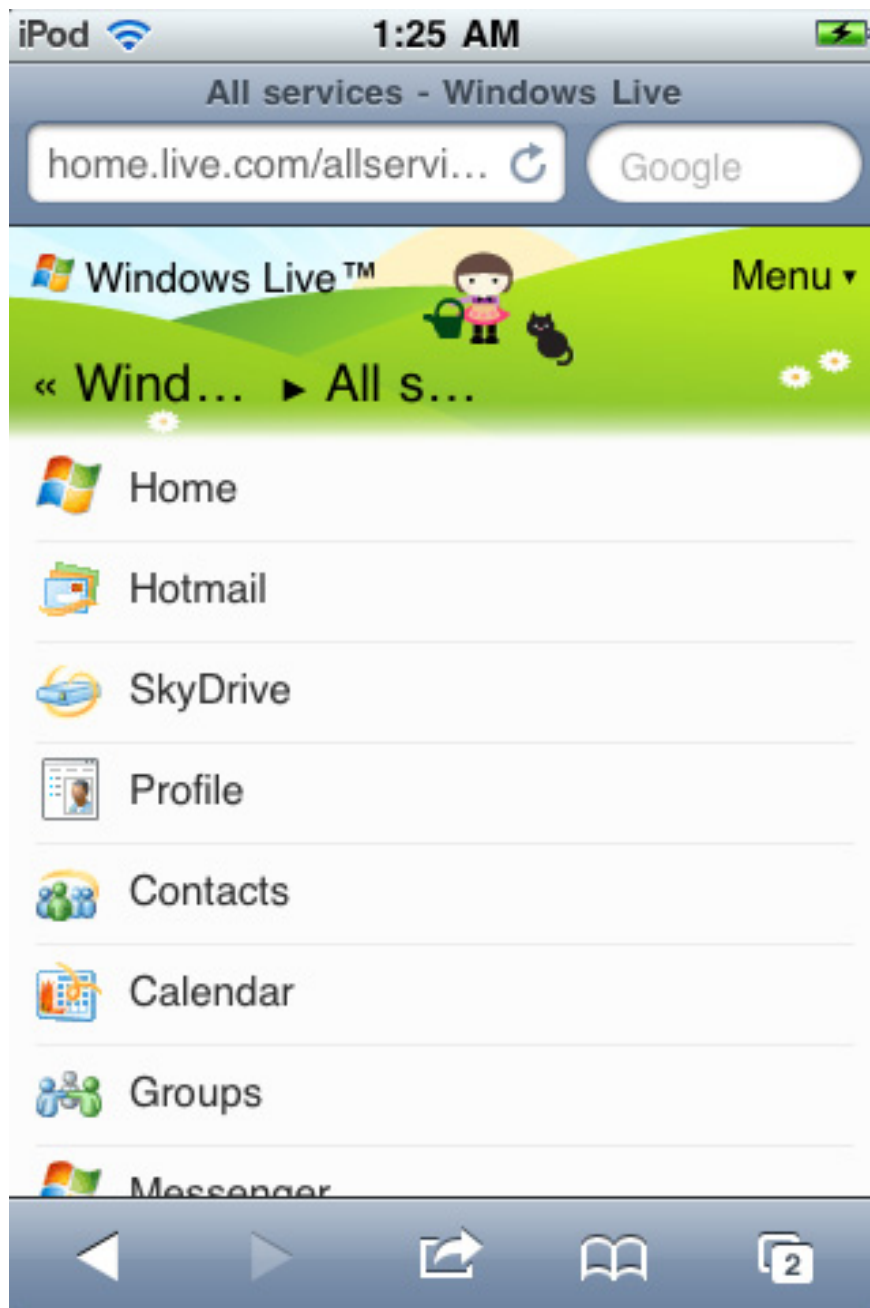 iPod 1:25 AM
All services - Windows Live
home.live.com/allservi... Google
Windows Live™ Menu ▾
« Wind... ► All s...
Home
Hotmail
SkyDrive
Profile
Contacts
Calendar
Groups
Messenger
2